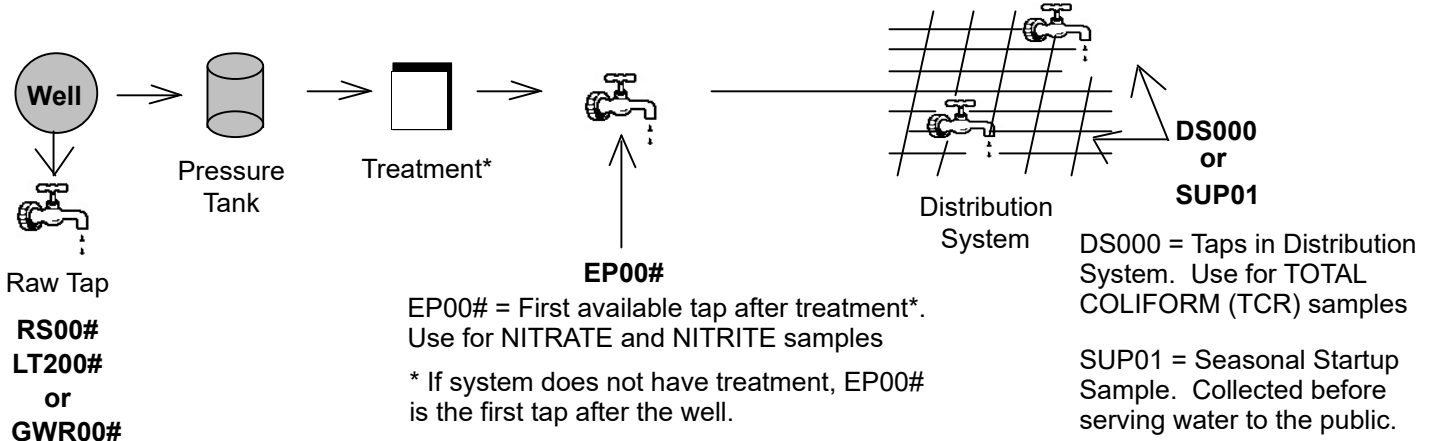 Well
Pressure
Tank
Treatment*
Raw Tap
RS00#
LT200#
or
GWR00#
EP00#
EP00# = First available tap after treatment*.
Use for NITRATE and NITRITE samples
* If system does not have treatment, EP00#
is the first tap after the well.
Distribution
System
DS000
or
SUP01
DS000 = Taps in Distribution
System. Use for TOTAL
COLIFORM (TCR) samples
SUP01 = Seasonal Startup
Sample. Collected before
serving water to the public.